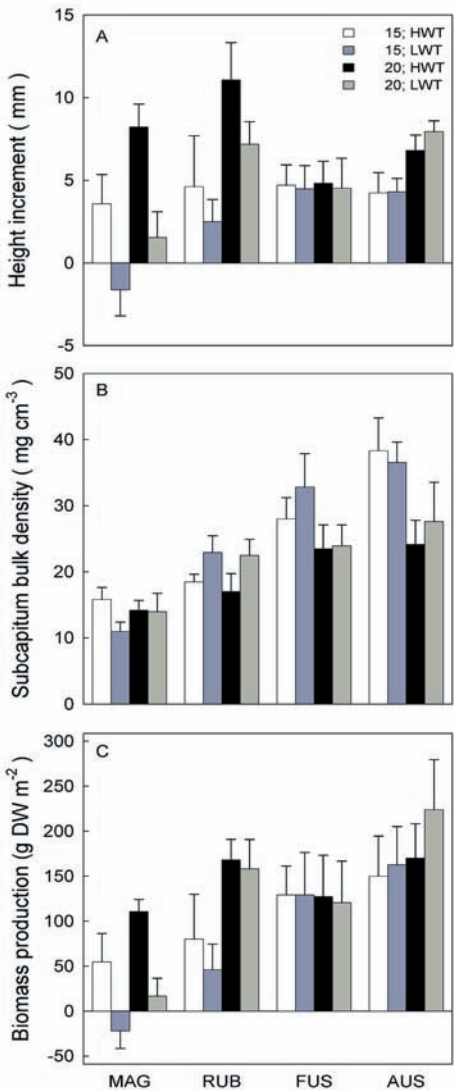 15
A
15; HWT
15; LWT
20; HWT
20; LWT
10
5
0
-5
Height increment ( mm )
50
B
40
30
20
10
0
Subcapitum bulk density ( mg cm⁻³ )
300
C
250
200
150
100
50
0
-50
Biomass production (g DW m⁻²)
MAG RUB FUS AUS